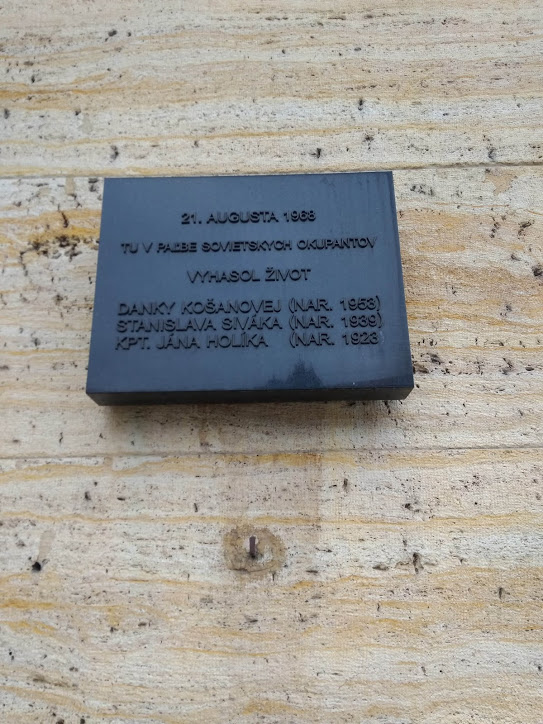 21. AUGUSTA 1968
TU V PAĽBE SOVIETSKYCH OKUPANTOV
VYHASOL ŽIVOT
DANKY KOŠANOVEJ (NAR. 1953)
STANISLAVA SIVÁKA (NAR. 1939)
KPT. JÁNA HOLÍKA (NAR. 1923